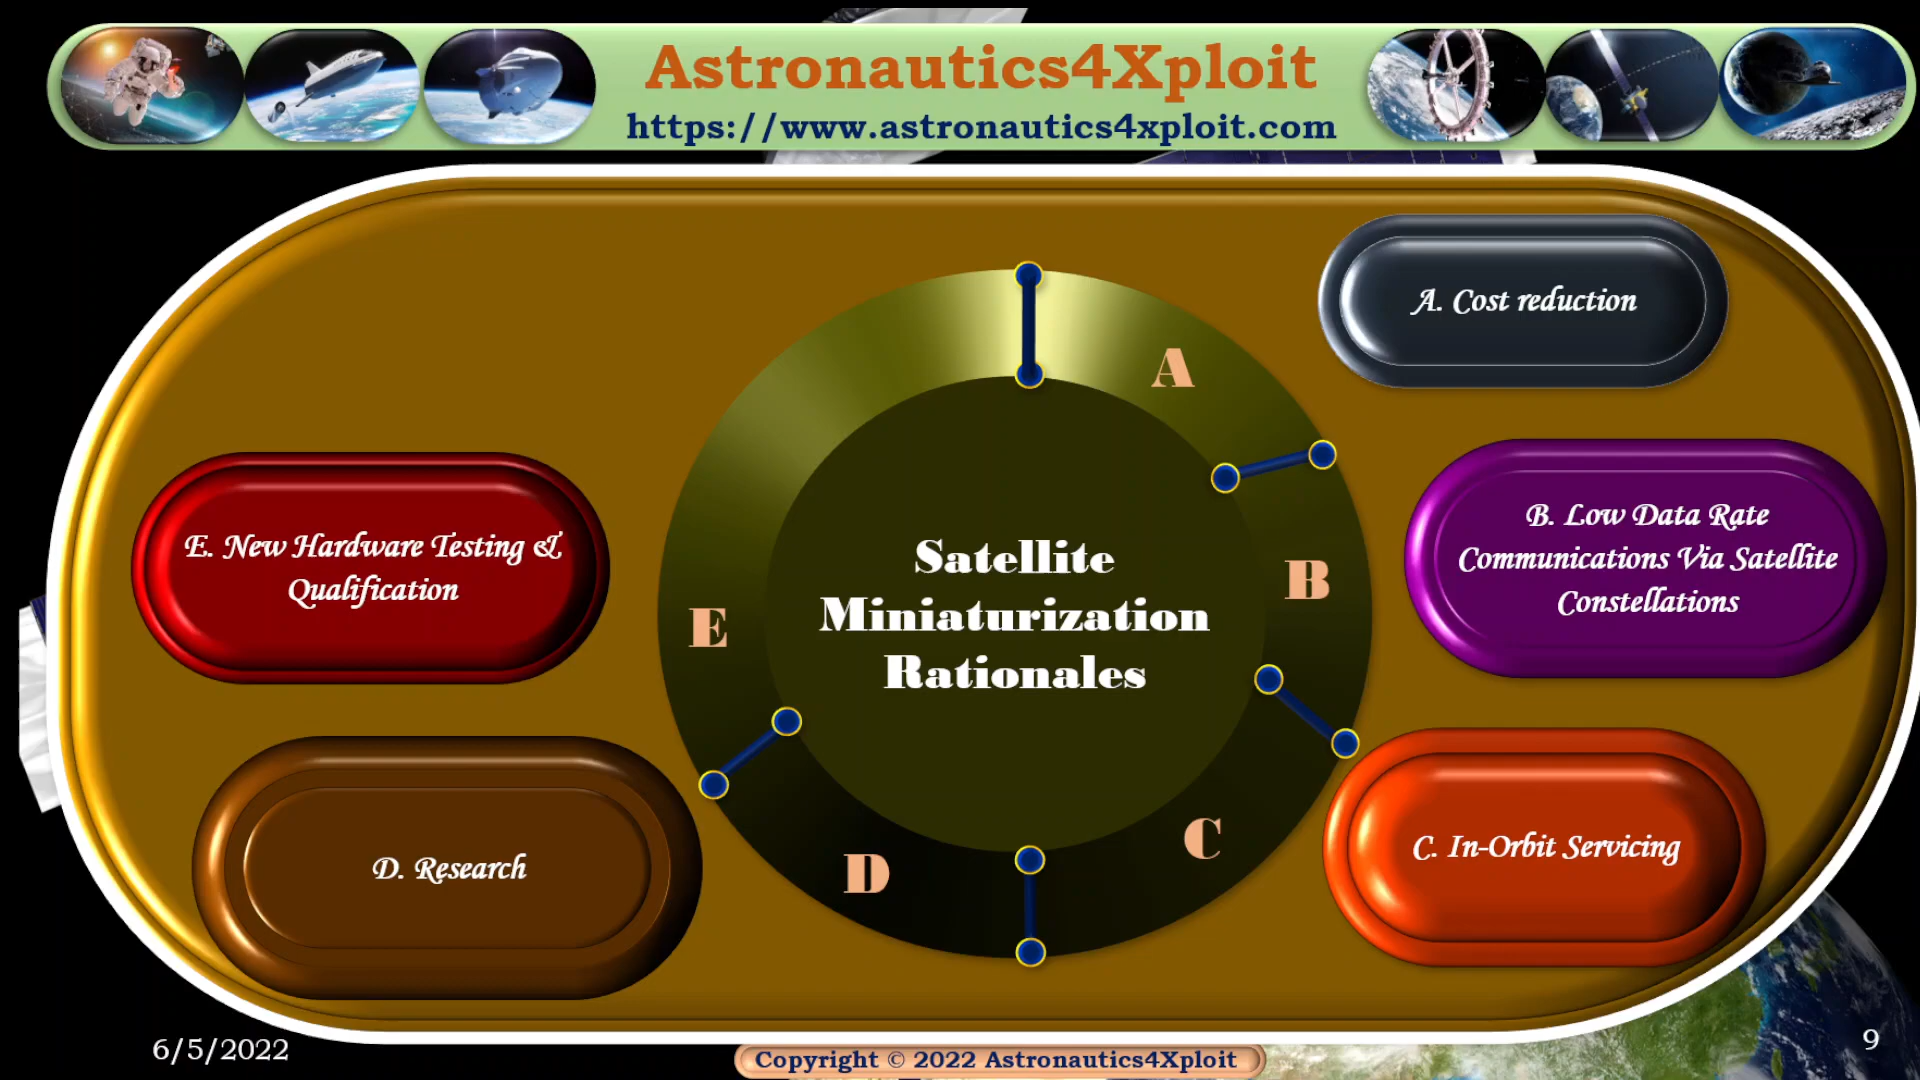 Astronautics4Xploit
https://www.astronautics4xploit.com
A. Cost reduction
A
B. Low Data Rate
Communications Via Satellite
Constellations
B
Satellite
Miniaturization
Rationales
E. New Hardware Testing &
Qualification
E
C. In-Orbit Servicing
C
D. Research
D
6/5/2022
Copyright © 2022 Astronautics4Xploit
9